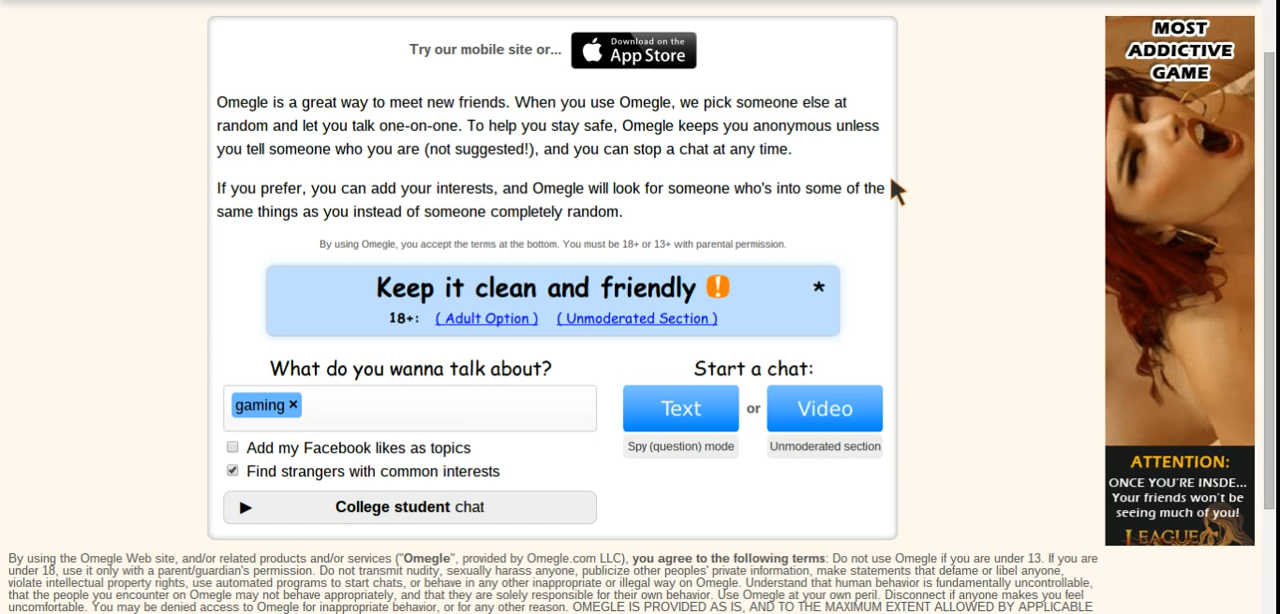 Try our mobile site or...
Download on the
App Store
Omegle is a great way to meet new friends. When you use Omegle, we pick someone else at
random and let you talk one-on-one. To help you stay safe, Omegle keeps you anonymous unless
you tell someone who you are (not suggested!), and you can stop a chat at any time.
If you prefer, you can add your interests, and Omegle will look for someone who's into some of the
same things as you instead of someone completely random.
By using Omegle, you accept the terms at the bottom. You must be 18+ or 13+ with parental permission.
Keep it clean and friendly ! *
18+: ( Adult Option ) ( Unmoderated Section )
What do you wanna talk about?
gaming ×
Add my Facebook likes as topics
Find strangers with common interests
College student chat
Start a chat:
Text or Video
Spy (question) mode Unmoderated section
MOST
ADDICTIVE
GAME
ATTENTION:
ONCE YOU'RE INSDE...
Your friends won't be
seeing much of you!
LEAGUE
By using the Omegle Web site, and/or related products and/or services ("Omegle", provided by Omegle.com LLC), you agree to the following terms: Do not use Omegle if you are under 13. If you are
under 18, use it only with a parent/guardian's permission. Do not transmit nudity, sexually harass anyone, publicize other peoples' private information, make statements that defame or libel anyone,
violate intellectual property rights, use automated programs to start chats, or behave in any other inappropriate or illegal way on Omegle. Understand that human behavior is fundamentally uncontrollable,
that the people you encounter on Omegle may not behave appropriately, and that they are solely responsible for their own behavior. Use Omegle at your own peril. Disconnect if anyone makes you feel
uncomfortable. You may be denied access to Omegle for inappropriate behavior, or for any other reason. OMEGLE IS PROVIDED AS IS, AND TO THE MAXIMUM EXTENT ALLOWED BY APPLICABLE